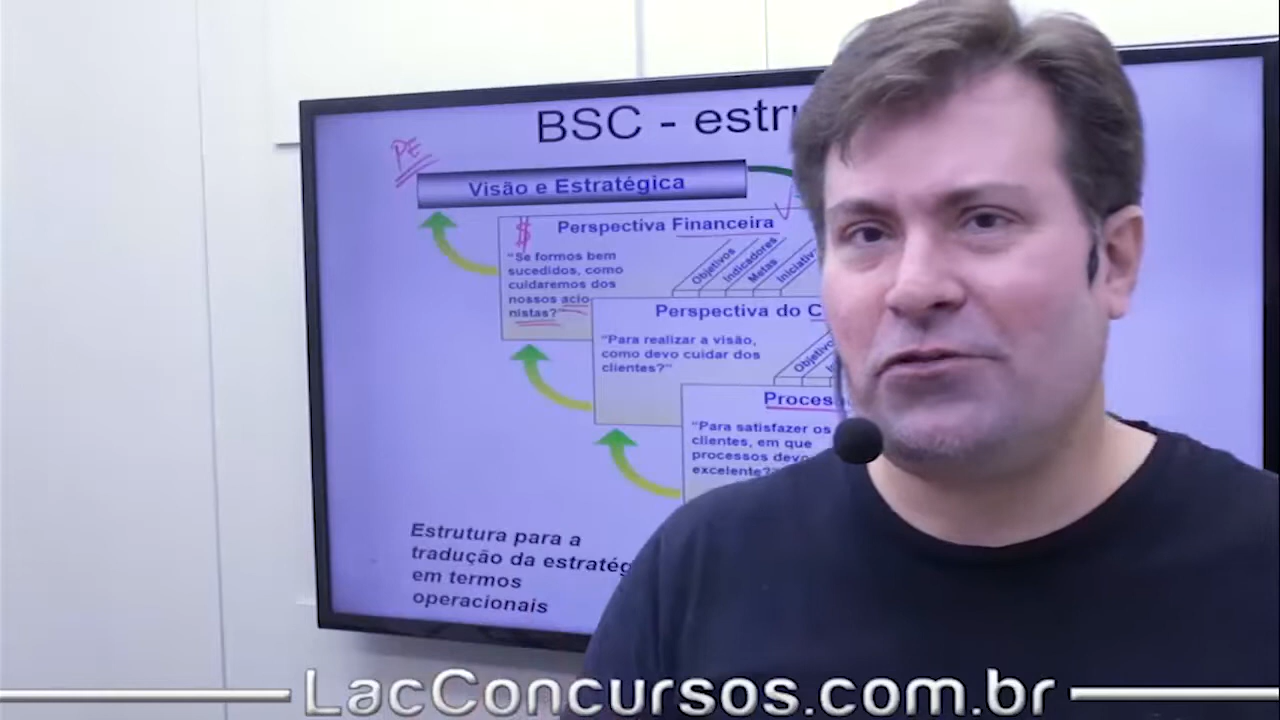 BSC - estru
PE
Visão e Estratégica
Perspectiva Financeira
$
"Se formos bem
sucedidos, como
cuidaremos dos
nossos acio-
nistas?"
Objetivos
Indicadores
Metas
Iniciativ
Perspectiva do C
"Para realizar a visão,
como devo cuidar dos
clientes?"
Objetivo
Process
"Para satisfazer os
clientes, em que
processos devo
excelente?"
Estrutura para a
tradução da estratég
em termos
operacionais
LacConcursos.com.br